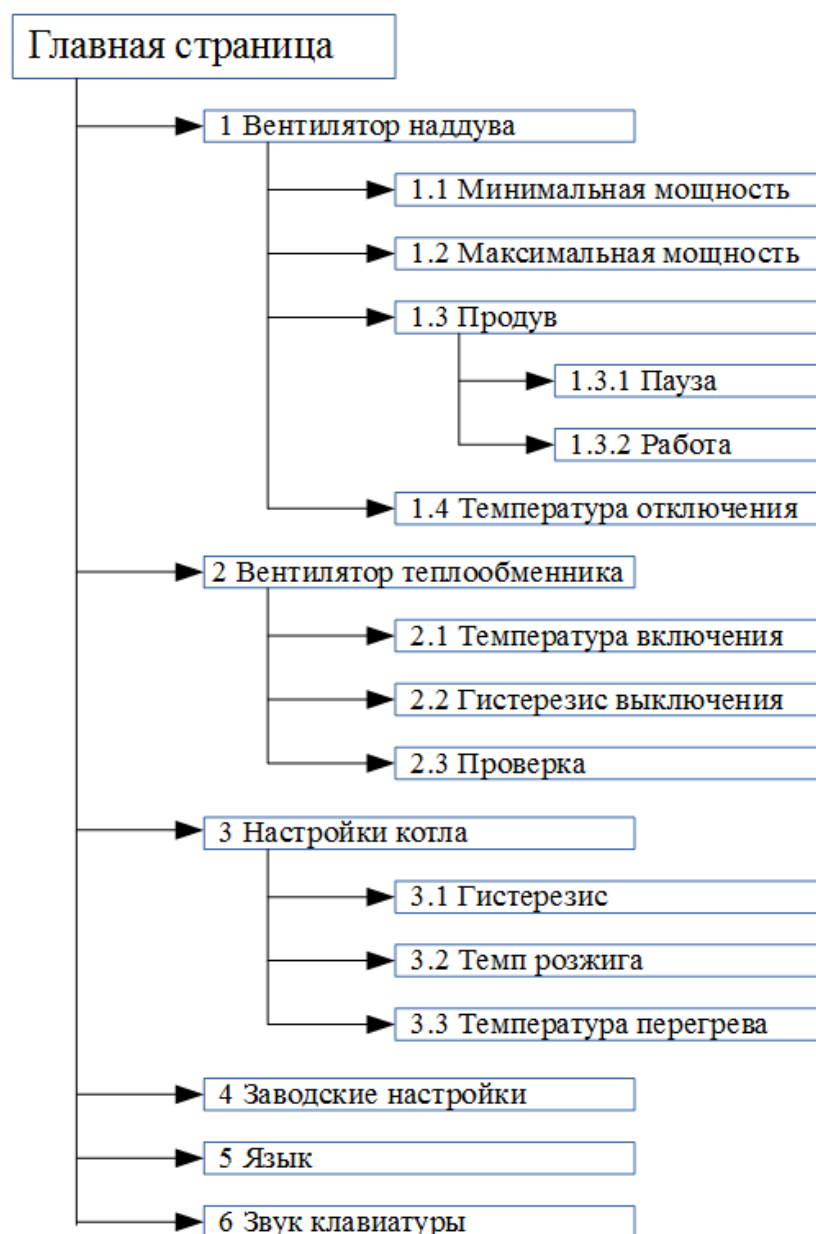 Главная страница
1 Вентилятор наддува
1.1 Минимальная мощность
1.2 Максимальная мощность
1.3 Продув
1.3.1 Пауза
1.3.2 Работа
1.4 Температура отключения
2 Вентилятор теплообменника
2.1 Температура включения
2.2 Гистерезис выключения
2.3 Проверка
3 Настройки котла
3.1 Гистерезис
3.2 Темп розжига
3.3 Температура перегрева
4 Заводские настройки
5 Язык
6 Звук клавиатуры